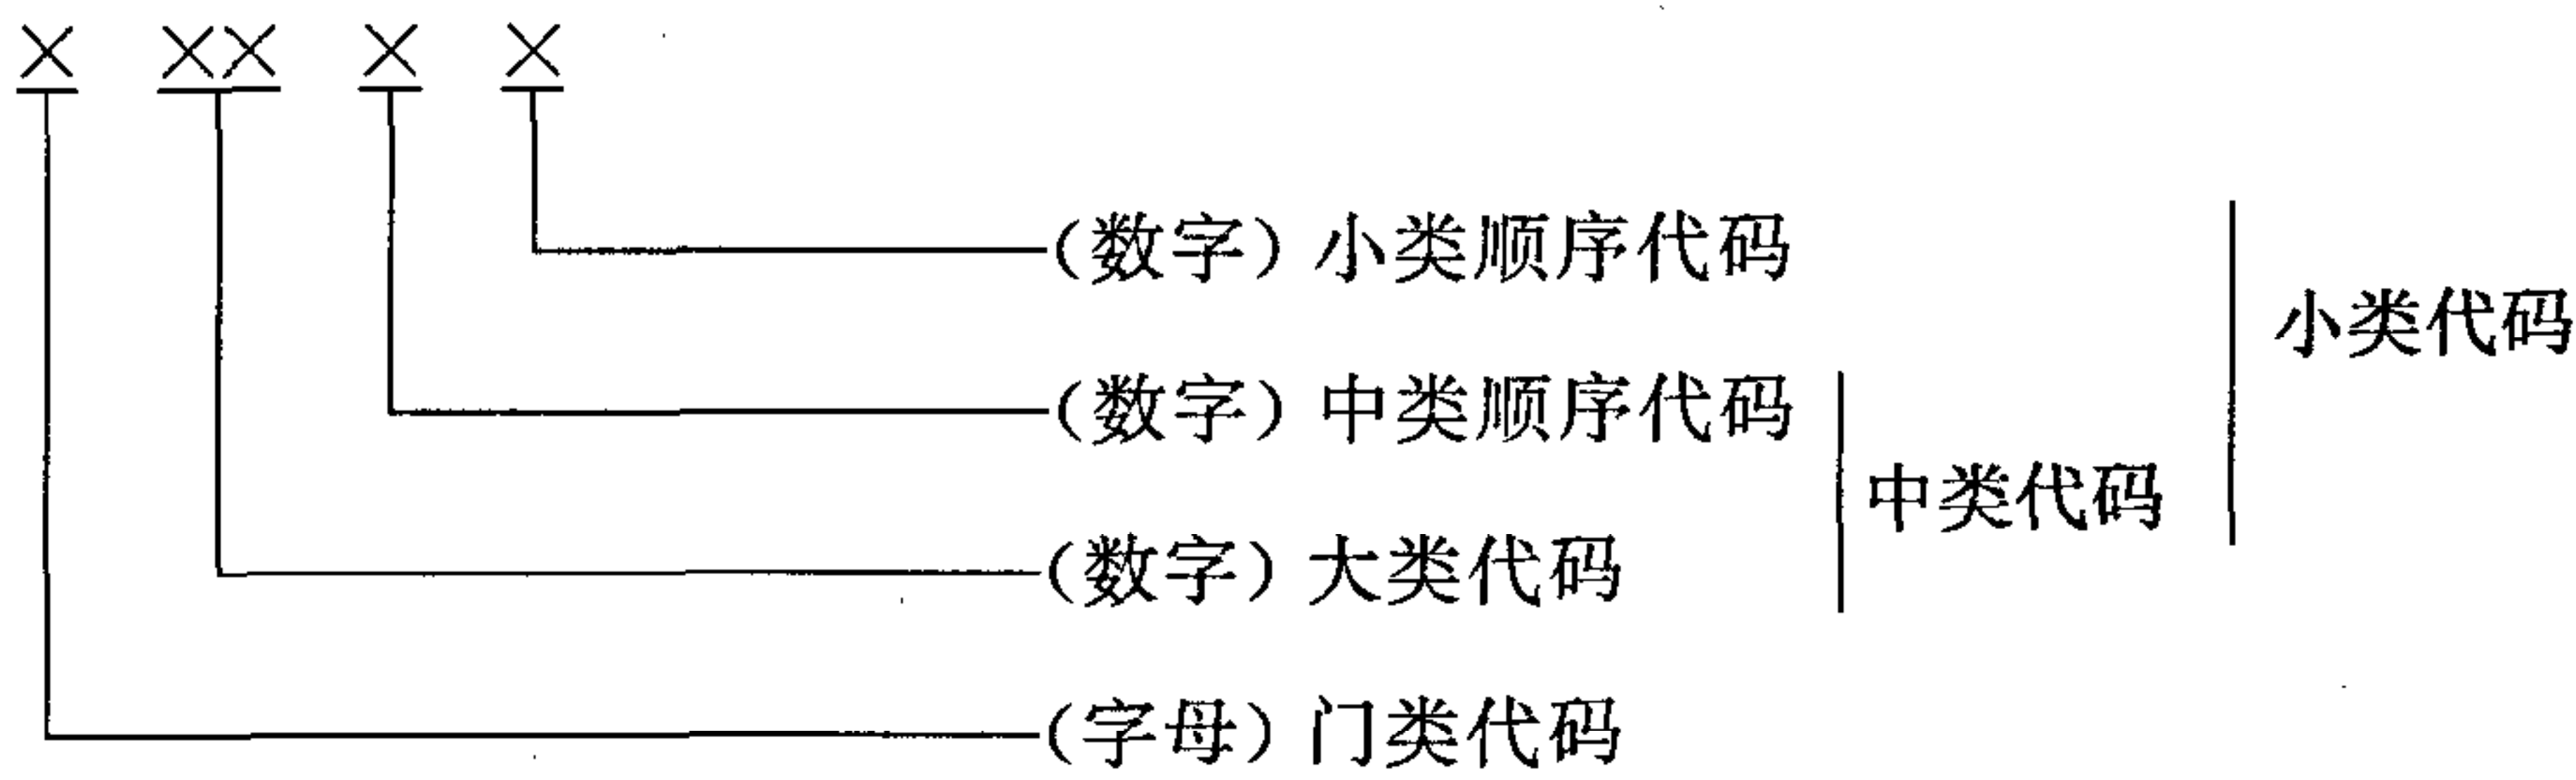 × ×× × ×
(数字) 小类顺序代码
小类代码
(数字) 中类顺序代码
中类代码
(数字) 大类代码
(字母) 门类代码